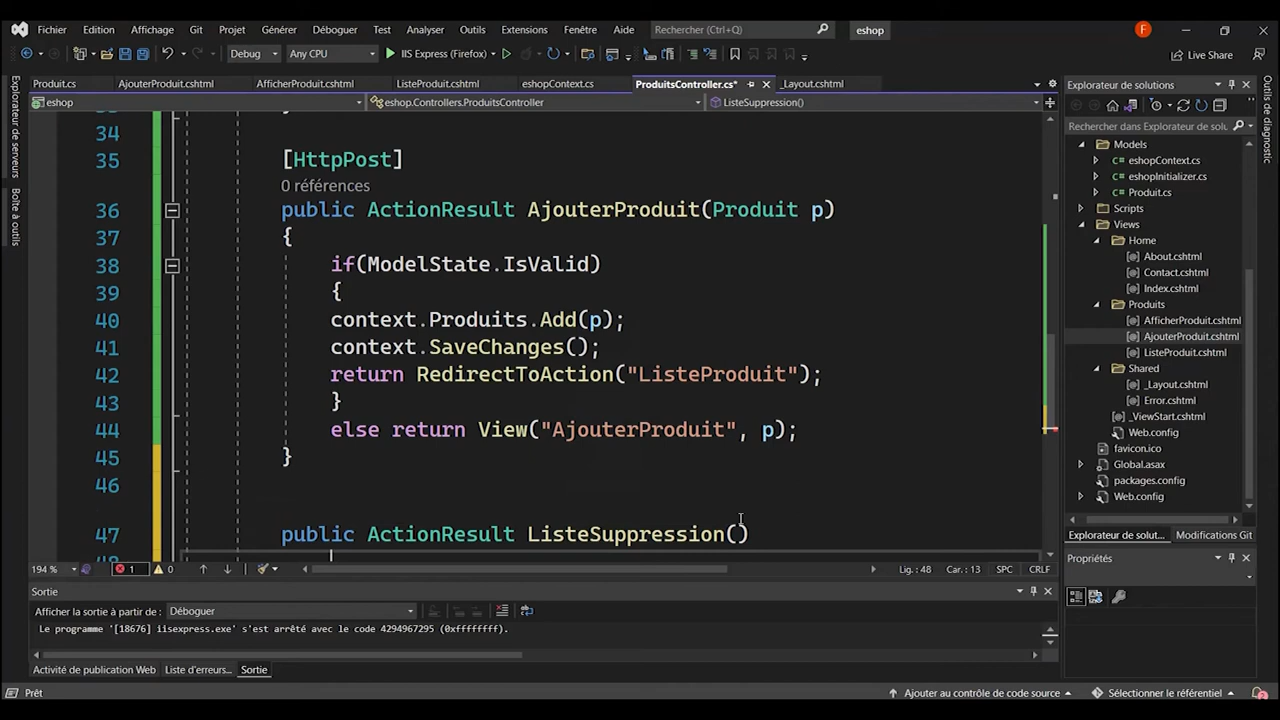 Fichier Edition Affichage Git Projet Générer Déboguer Test Analyser Outils Extensions Fenêtre Aide Rechercher (Ctrl+Q) eshop F
Debug Any CPU IIS Express (Firefox) Live Share
Produit.cs AjouterProduit.cshtml AfficherProduit.cshtml ListeProduit.cshtml eshopContext.cs ProduitsController.cs* _Layout.cshtml
eshop eshop.Controllers.ProduitsController ListeSuppression()
Explorateur de serveurs
Boîte à outils
34
35 [HttpPost]
0 références
36 public ActionResult AjouterProduit(Produit p)
37 {
38 if(ModelState.IsValid)
39 {
40 context.Produits.Add(p);
41 context.SaveChanges();
42 return RedirectToAction("ListeProduit");
43 }
44 else return View("AjouterProduit", p);
45 }
46
47 public ActionResult ListeSuppression()
194 % 1 0 Lig. : 48 Car. : 13 SPC CRLF
Sortie
Afficher la sortie à partir de : Déboguer
Le programme '[18676] iisexpress.exe' s'est arrêté avec le code 4294967295 (0xffffffff).
Activité de publication Web Liste d'erreurs... Sortie
Explorateur de solutions
Rechercher dans Explorateur de solu
Models
eshopContext.cs
eshopInitializer.cs
Produit.cs
Scripts
Views
Home
About.cshtml
Contact.cshtml
Index.cshtml
Produits
AfficherProduit.cshtml
AjouterProduit.cshtml
ListeProduit.cshtml
Shared
_Layout.cshtml
Error.cshtml
_ViewStart.cshtml
Web.config
favicon.ico
Global.asax
packages.config
Web.config
Explorateur de solut... Modifications Git
Propriétés
Outils de diagnostic
Prêt Ajouter au contrôle de code source Sélectionner le référentiel 2